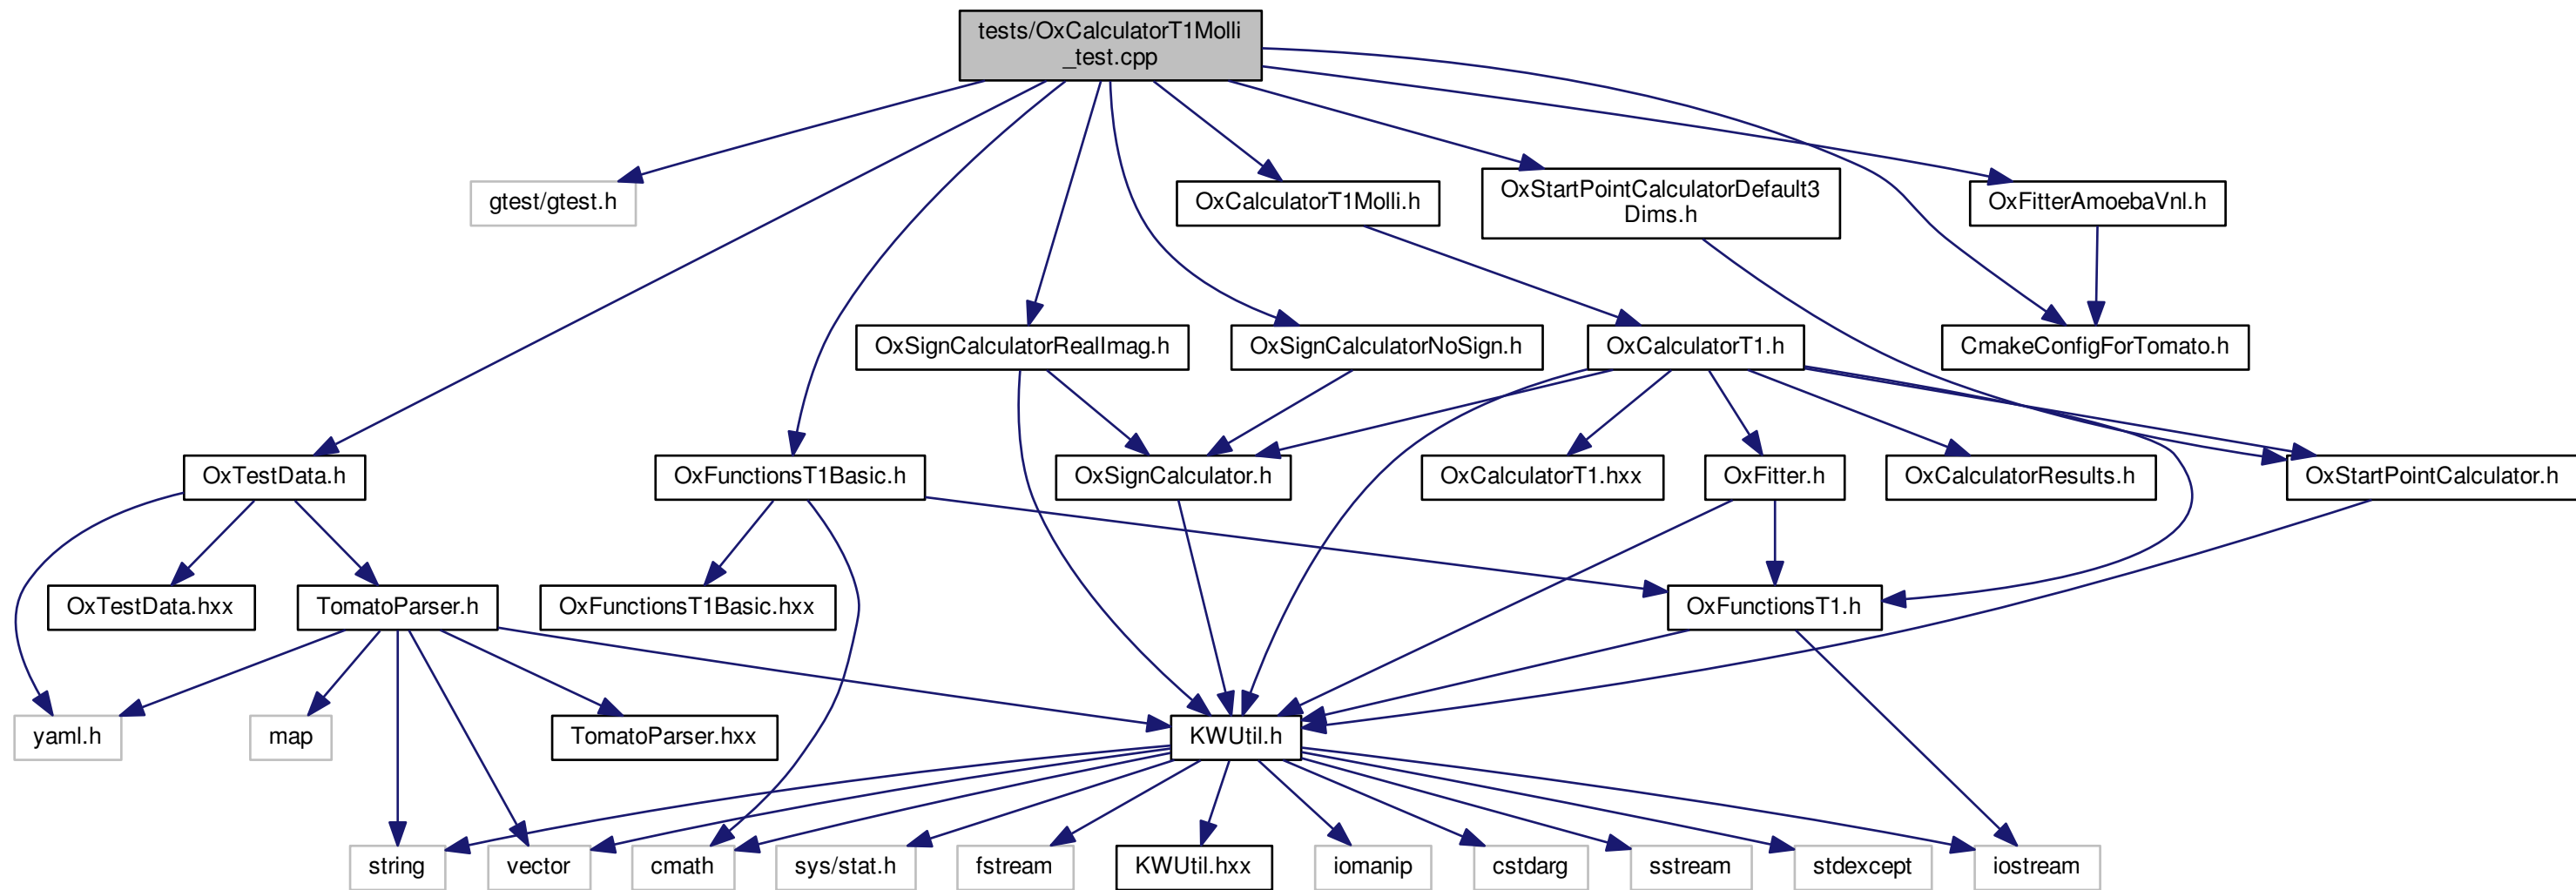 tests/OxCalculatorT1Molli
_test.cpp
gtest/gtest.h
OxCalculatorT1Molli.h
OxStartPointCalculatorDefault3
Dims.h
OxFitterAmoebaVnl.h
OxSignCalculatorRealImag.h
OxSignCalculatorNoSign.h
OxCalculatorT1.h
CmakeConfigForTomato.h
OxTestData.h
OxFunctionsT1Basic.h
OxSignCalculator.h
OxCalculatorT1.hxx
OxFitter.h
OxCalculatorResults.h
OxStartPointCalculator.h
OxTestData.hxx
TomatoParser.h
OxFunctionsT1Basic.hxx
OxFunctionsT1.h
yaml.h
map
TomatoParser.hxx
KWUtil.h
string
vector
cmath
sys/stat.h
fstream
KWUtil.hxx
iomanip
cstdarg
sstream
stdexcept
iostream